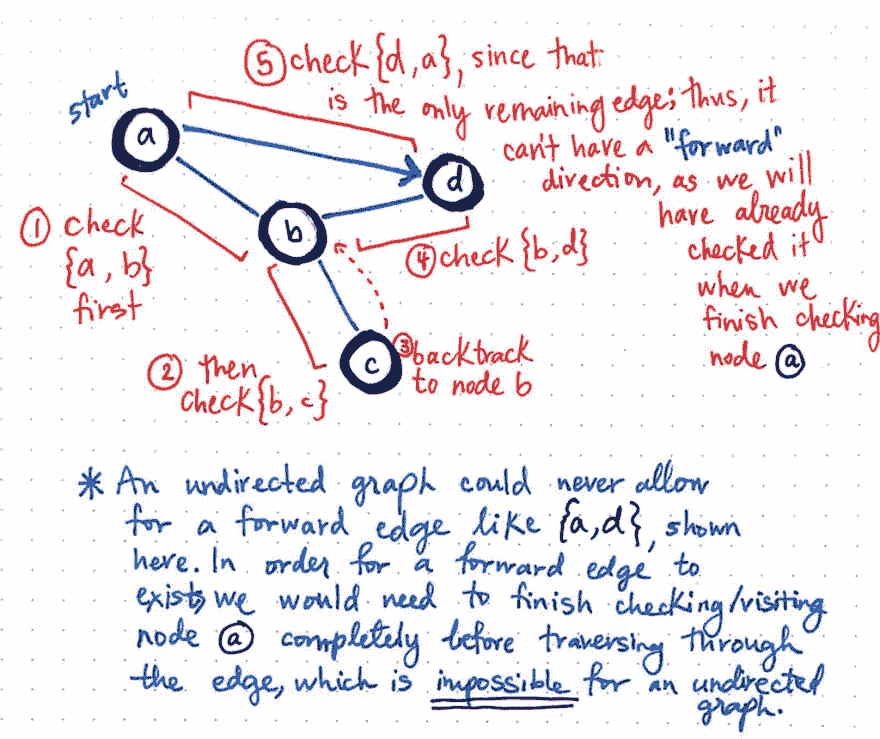 start
a
b
c
d
① check
{a, b}
first
② then
check {b, c}
③ backtrack
to node b
④ check {b,d}
⑤ check {d,a}, since that
is the only remaining edge; thus, it
can't have a "forward"
direction, as we will
have already
checked it
when we
finish checking
node ⓐ
* An undirected graph could never allow
for a forward edge like {a,d}, shown
here. In order for a forward edge to
exist, we would need to finish checking/visiting
node ⓐ completely before traversing through
the edge, which is impossible for an undirected
graph.